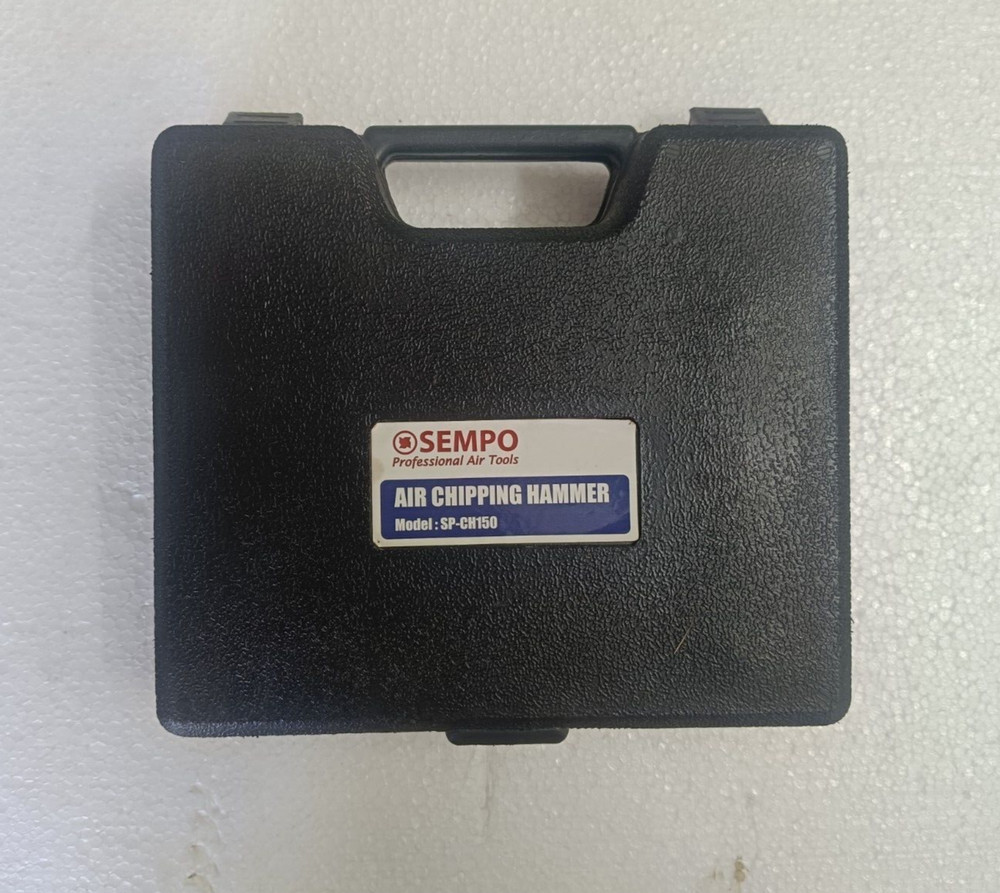 SEMPO
Professional Air Tools
AIR CHIPPING HAMMER
Model : SP-CH150